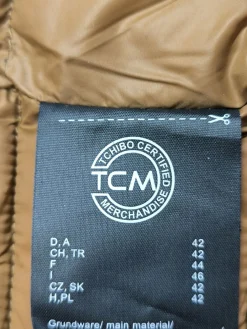 TCHIBO CERTIFIED
TCM
MERCHANDISE
D, A 42
CH, TR 42
F 44
I 46
CZ, SK 42
H,PL 42
Grundware/ main material/